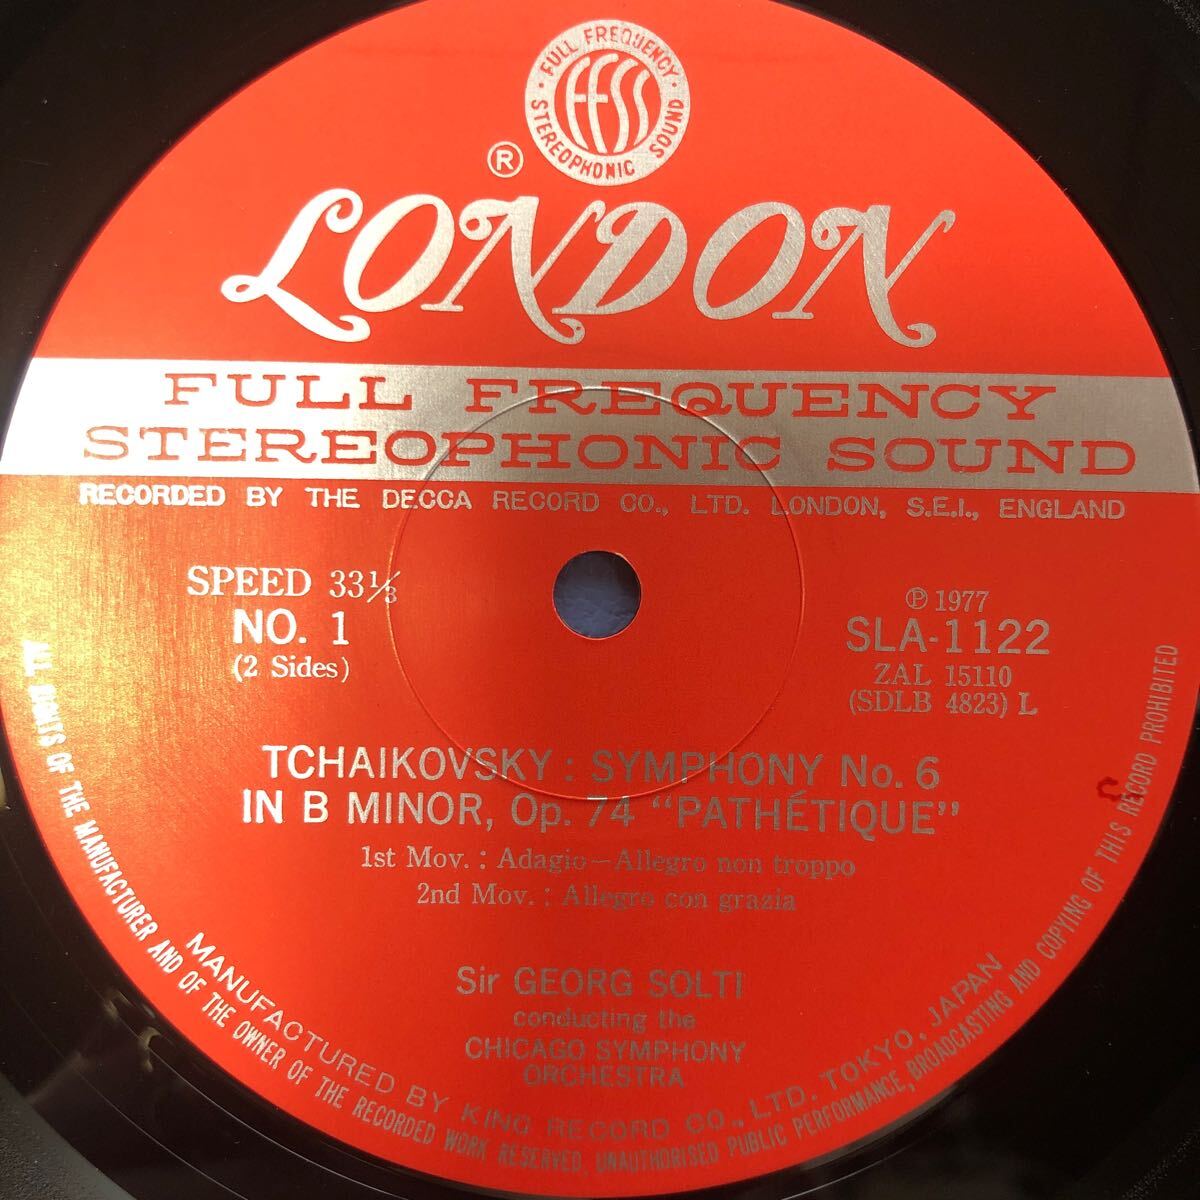 · FULL FREQUENCY · STEREOPHONIC SOUND
FFSS
®
LONDON
FULL FREQUENCY
STEREOPHONIC SOUND
RECORDED BY THE DECCA RECORD CO., LTD. LONDON, S.E.I., ENGLAND
SPEED 33⅓
NO. 1
(2 Sides)
℗ 1977
SLA-1122
ZAL 15110
(SDLB 4823) L
TCHAIKOVSKY : SYMPHONY No. 6
IN B MINOR, Op. 74 “PATHÉTIQUE”
1st Mov. : Adagio–Allegro non troppo
2nd Mov. : Allegro con grazia
Sir GEORG SOLTI
conducting the
CHICAGO SYMPHONY
ORCHESTRA
MANUFACTURED BY KING RECORD CO., LTD. TOKYO, JAPAN
ALL RIGHTS OF THE MANUFACTURER AND OF THE OWNER OF THE RECORDED WORK RESERVED, UNAUTHORISED PUBLIC PERFORMANCE, BROADCASTING AND COPYING OF THIS RECORD PROHIBITED